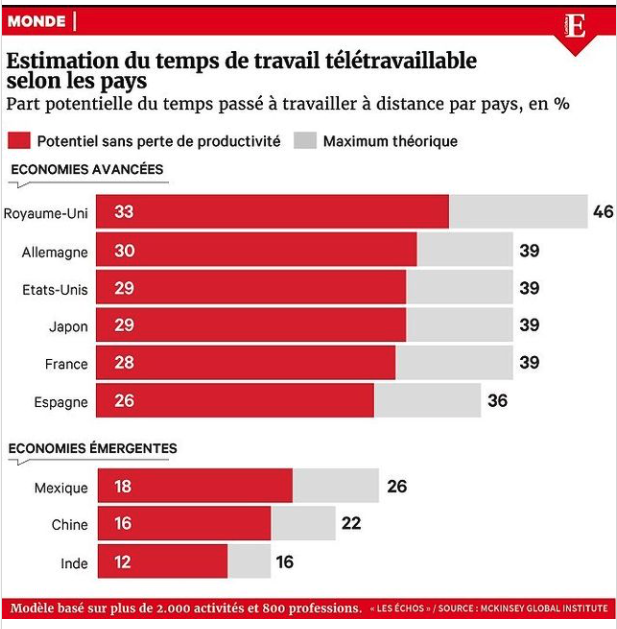 MONDE
E
Estimation du temps de travail télétravaillable
selon les pays
Part potentielle du temps passé à travailler à distance par pays, en %
Potentiel sans perte de productivité Maximum théorique
ECONOMIES AVANCÉES
Royaume-Uni 33 46
Allemagne 30 39
Etats-Unis 29 39
Japon 29 39
France 28 39
Espagne 26 36
ECONOMIES ÉMERGENTES
Mexique 18 26
Chine 16 22
Inde 12 16
Modèle basé sur plus de 2.000 activités et 800 professions. « LES ÉCHOS » / SOURCE : MCKINSEY GLOBAL INSTITUTE